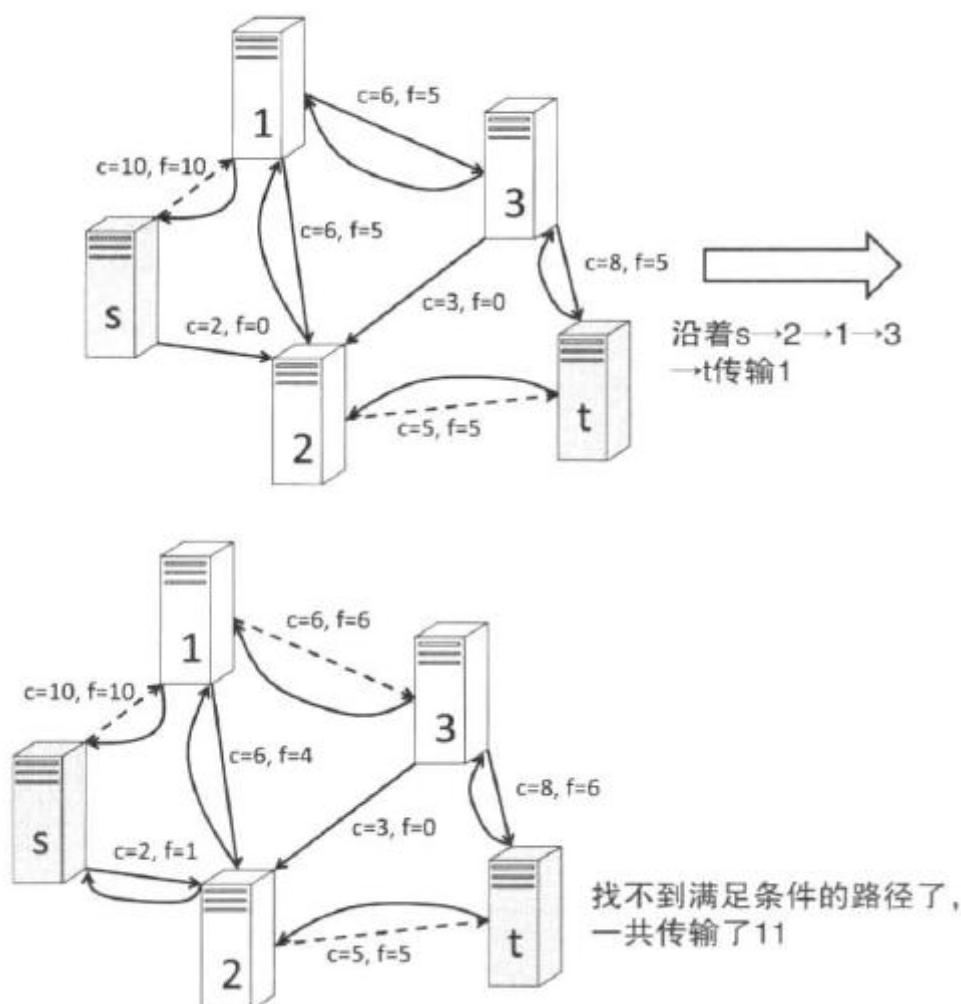 1
c=6, f=5
c=10, f=10
3
c=6, f=5
s
c=8, f=5
c=3, f=0
c=2, f=0
沿着s→2→1→3
→t传输1
2
c=5, f=5
t
1
c=6, f=6
c=10, f=10
3
c=6, f=4
c=8, f=6
s
c=3, f=0
c=2, f=1
找不到满足条件的路径了,
一共传输了11
2
c=5, f=5
t